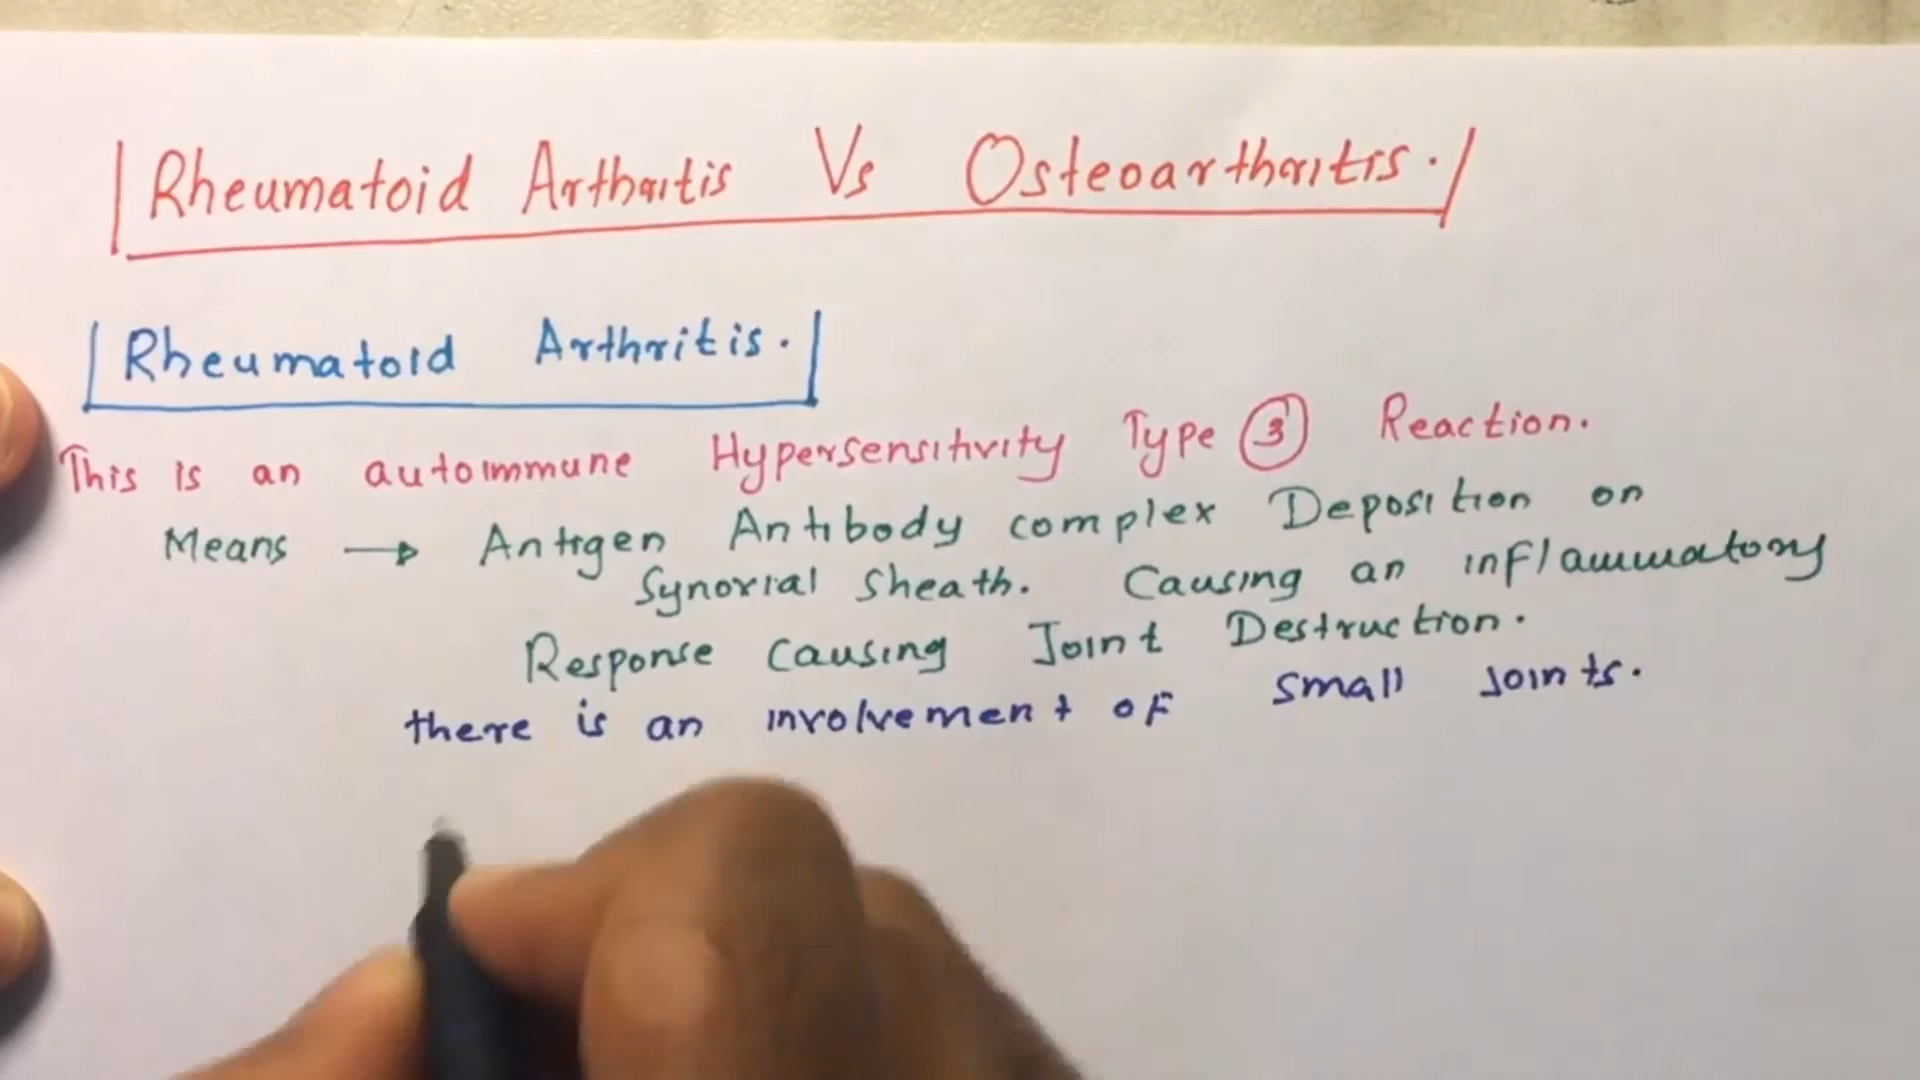 Rheumatoid Arthritis Vs Osteoarthritis.
Rheumatoid Arthritis.
This is an autoimmune Hypersensitivity Type 3 Reaction.
Means → Antigen Antibody complex Deposition on
Synovial sheath. Causing an inflammatory
Response causing Joint Destruction.
there is an involvement of small joints.